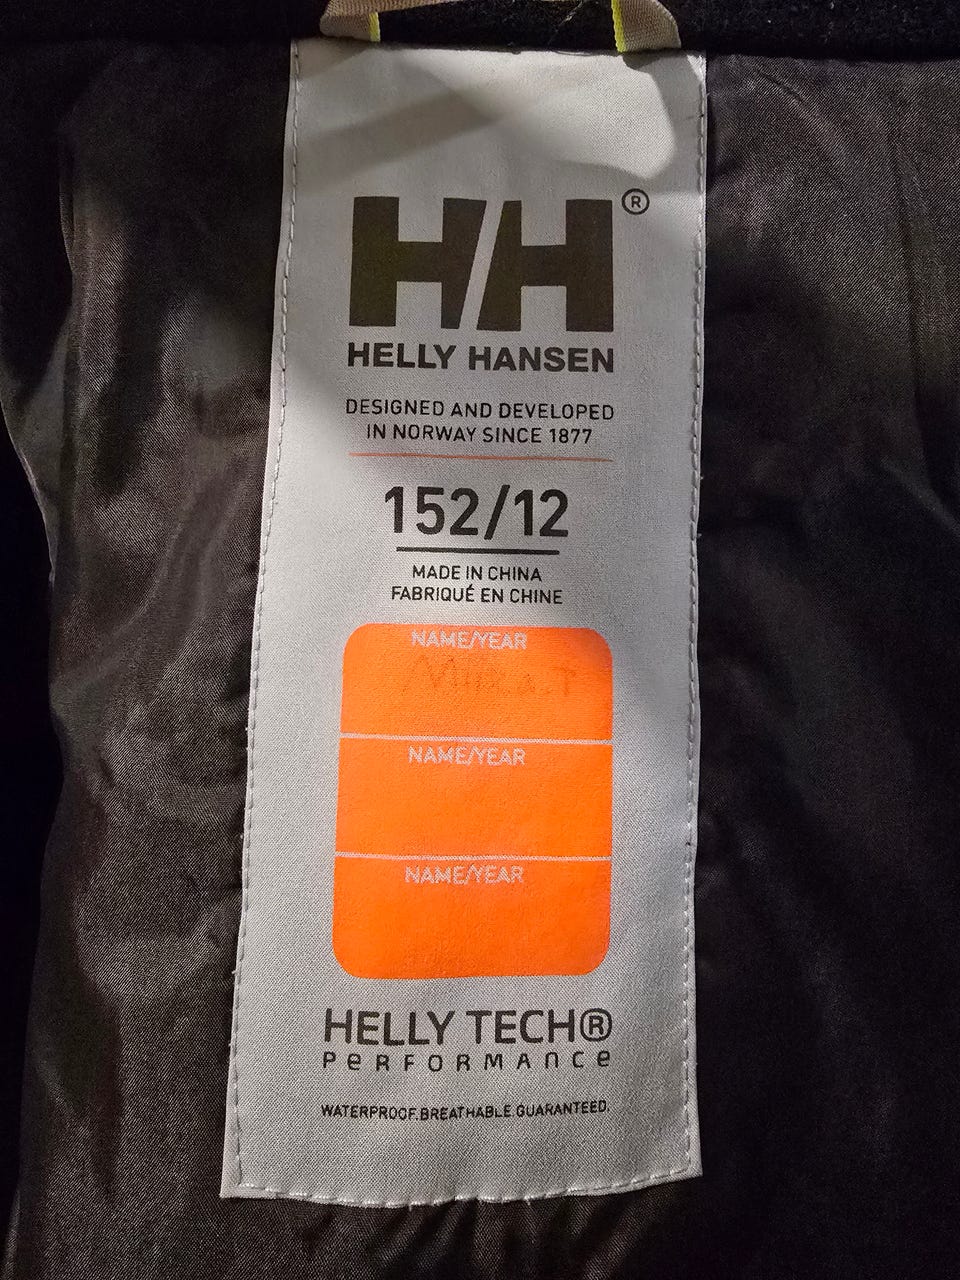 HH®
HELLY HANSEN
DESIGNED AND DEVELOPED
IN NORWAY SINCE 1877
152/12
MADE IN CHINA
FABRIQUÉ EN CHINE
NAME/YEAR
NAME/YEAR
NAME/YEAR
HELLY TECH®
PERFORMANCE
WATERPROOF.BREATHABLE.GUARANTEED.